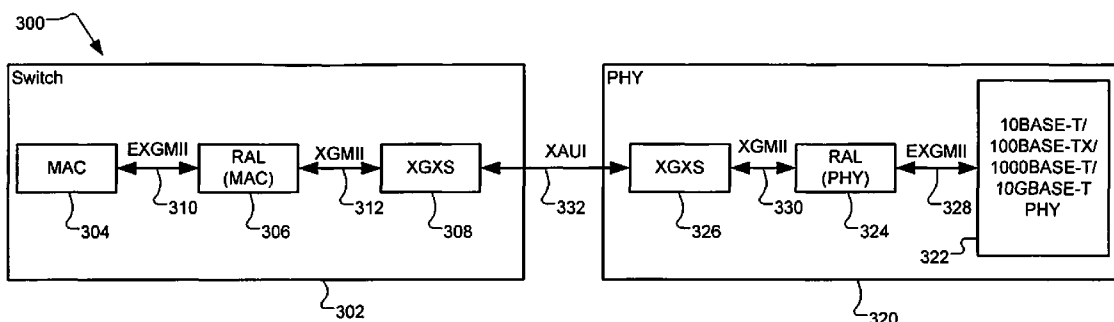 300
Switch
PHY
MAC
EXGMII
RAL
(MAC)
XGMII
XGXS
XAUI
XGXS
XGMII
RAL
(PHY)
EXGMII
10BASE-T/
100BASE-TX/
1000BASE-T/
10GBASE-T
PHY
304
310
306
312
308
332
326
330
324
328
322
302
320